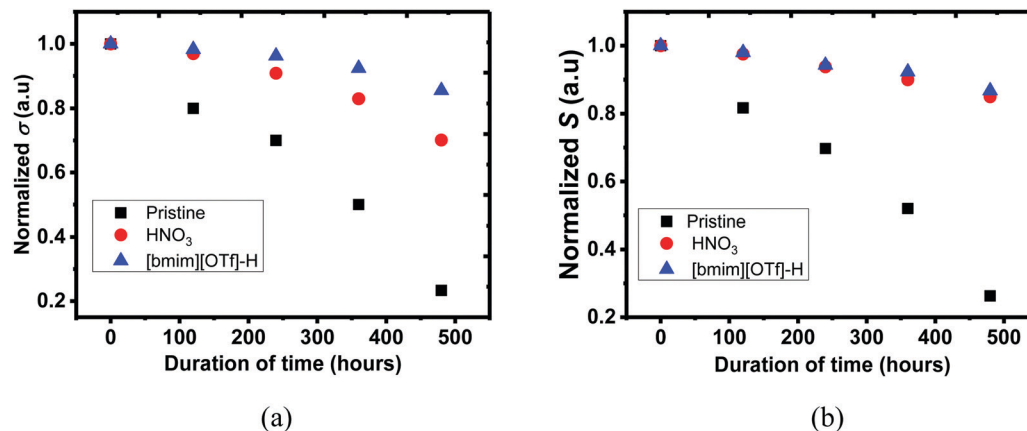 Normalized σ (a.u)
1.0
0.8
0.6
0.4
0.2
Pristine
HNO3
[bmim][OTf]-H
0 100 200 300 400 500
Duration of time (hours)
(a)
Normalized S (a.u)
1.0
0.8
0.6
0.4
0.2
Pristine
HNO3
[bmim][OTf]-H
0 100 200 300 400 500
Duration of time (hours)
(b)